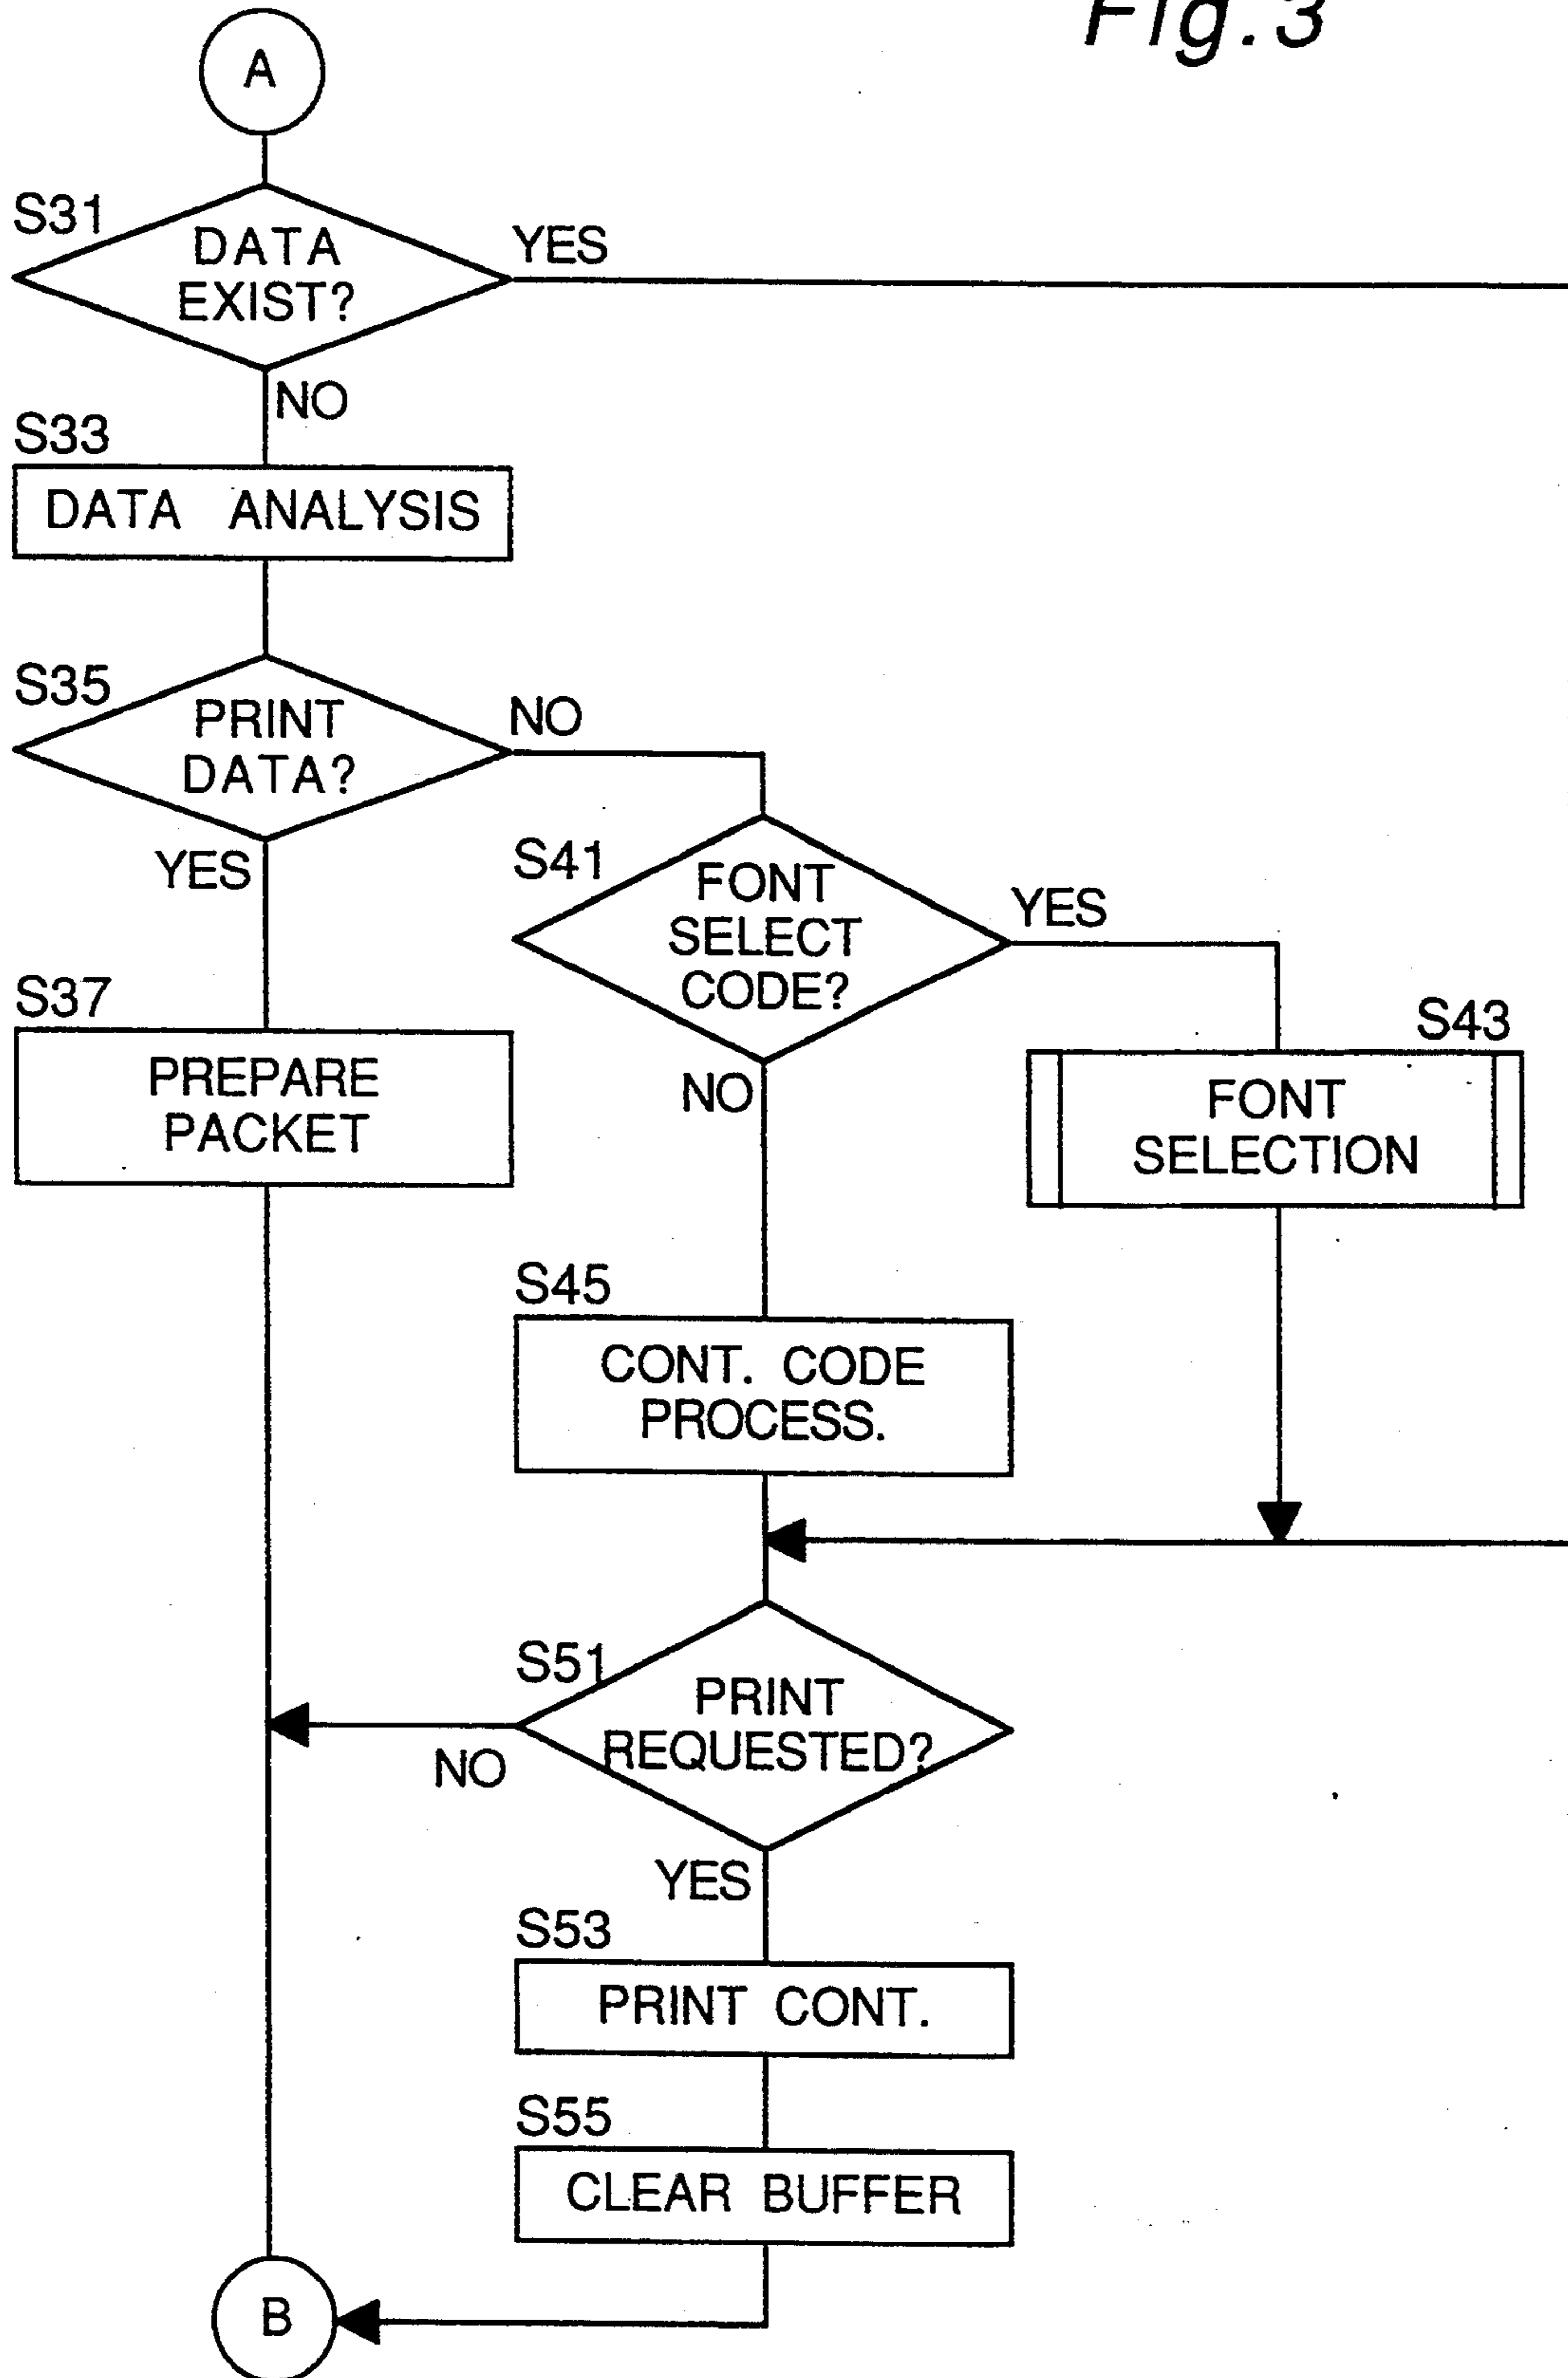 Fig.3
A
S31
DATA
EXIST?
YES
NO
S33
DATA ANALYSIS
S35
PRINT
DATA?
NO
YES
S41
FONT
SELECT
CODE?
YES
NO
S37
PREPARE
PACKET
S43
FONT
SELECTION
S45
CONT. CODE
PROCESS.
S51
PRINT
REQUESTED?
NO
YES
S53
PRINT CONT.
S55
CLEAR BUFFER
B